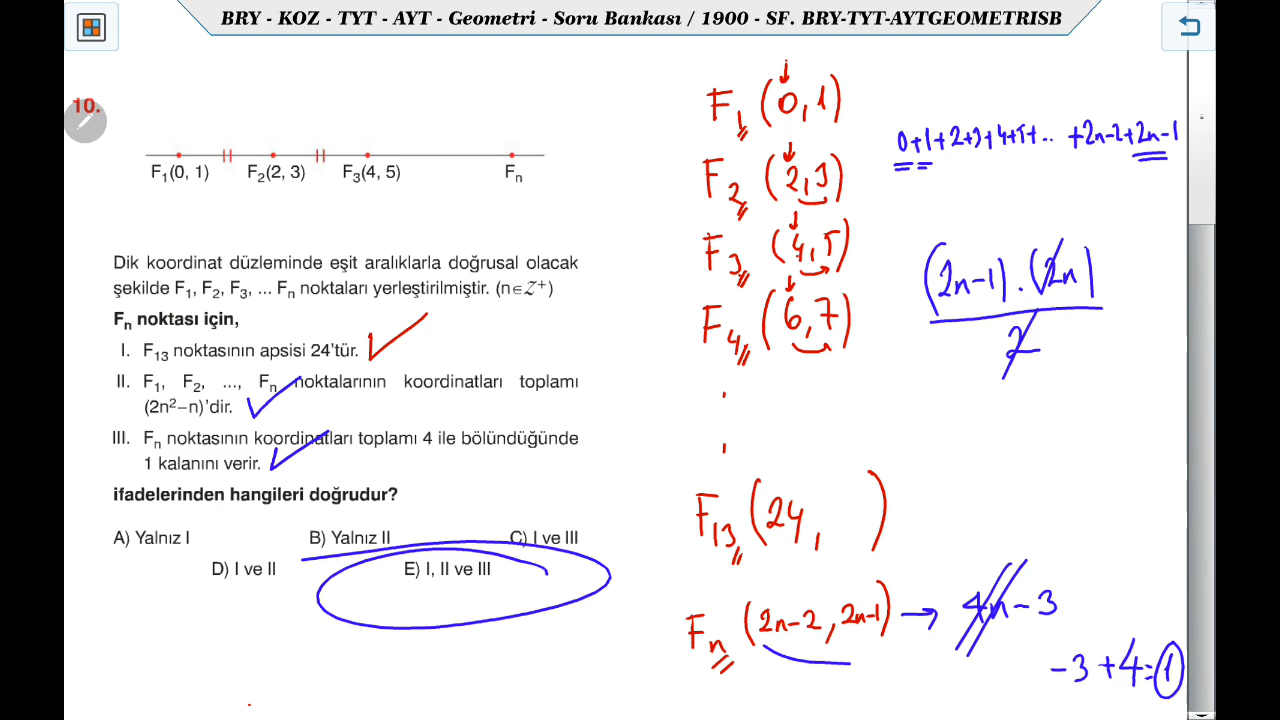 BRY - KOZ - TYT - AYT - Geometri - Soru Bankası / 1900 - SF. BRY-TYT-AYTGEOMETRISB
10.
F1(0, 1) F2(2, 3) F3(4, 5) Fn
Dik koordinat düzleminde eşit aralıklarla doğrusal olacak
şekilde F1, F2, F3, ... Fn noktaları yerleştirilmiştir. (n∈Z+)
Fn noktası için,
I. F13 noktasının apsisi 24'tür.
II. F1, F2, ..., Fn noktalarının koordinatları toplamı
(2n²−n)'dir.
III. Fn noktasının koordinatları toplamı 4 ile bölündüğünde
1 kalanını verir.
ifadelerinden hangileri doğrudur?
A) Yalnız I B) Yalnız II C) I ve III
D) I ve II E) I, II ve III
F1 (0, 1)
F2 (2, 3)
F3 (4, 5)
F4 (6, 7)
.
.
F13 (24, )
Fn (2n−2, 2n−1) → 4n−3
−3+4=1
0+1+2+3+4+5+.. +2n−2+2n−1
(2n−1).(2n)
2